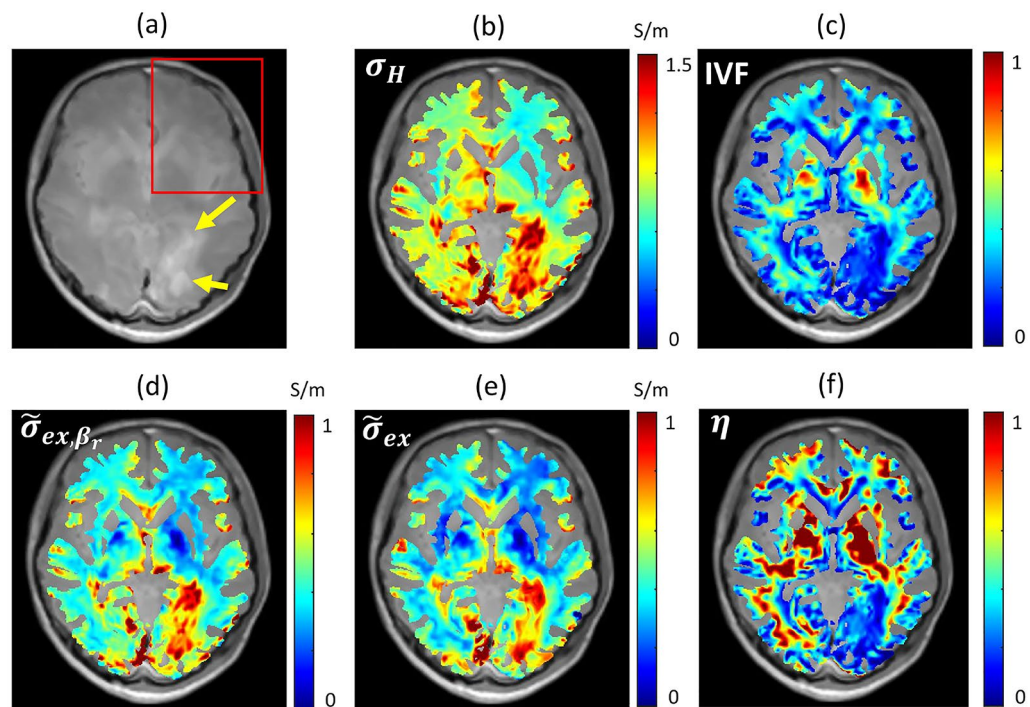 (a)
(b)
S/m
(c)
σ_H
1.5
0
IVF
1
0
(d)
S/m
(e)
S/m
(f)
σ̃_ex,β_r
1
0
σ̃_ex
1
0
η
1
0